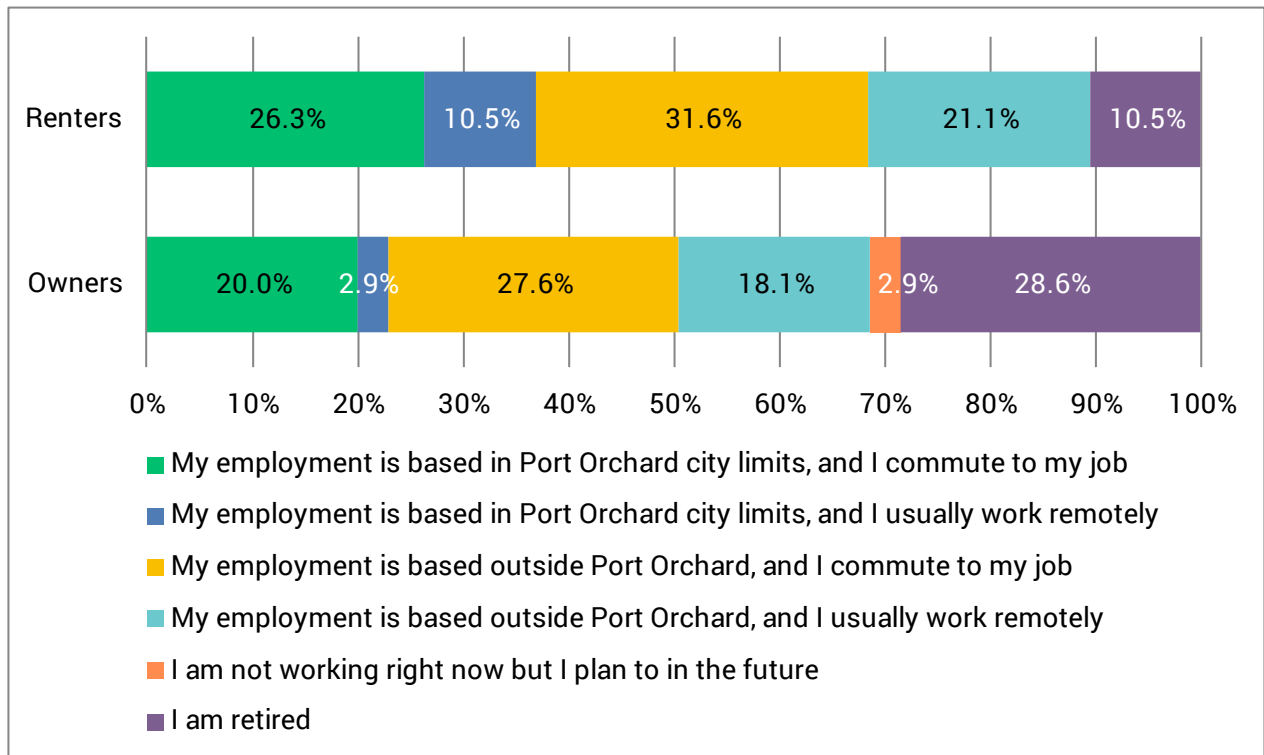 Renters
26.3% 10.5% 31.6% 21.1% 10.5%
Owners
20.0% 2.9% 27.6% 18.1% 2.9% 28.6%
0% 10% 20% 30% 40% 50% 60% 70% 80% 90% 100%
My employment is based in Port Orchard city limits, and I commute to my job
My employment is based in Port Orchard city limits, and I usually work remotely
My employment is based outside Port Orchard, and I commute to my job
My employment is based outside Port Orchard, and I usually work remotely
I am not working right now but I plan to in the future
I am retired